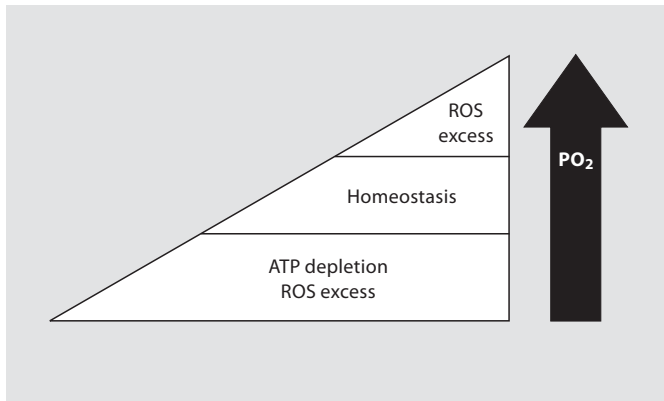 ROS
excess
PO₂
Homeostasis
ATP depletion
ROS excess